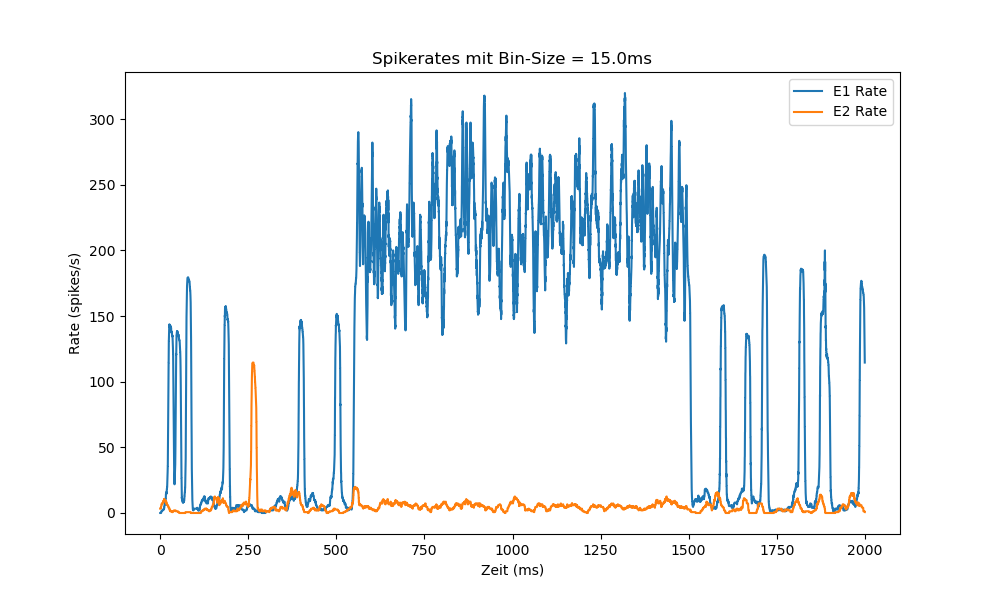 Spikerates mit Bin-Size = 15.0ms
E1 Rate
E2 Rate
300
250
200
150
100
50
0
Rate (spikes/s)
0 250 500 750 1000 1250 1500 1750 2000
Zeit (ms)